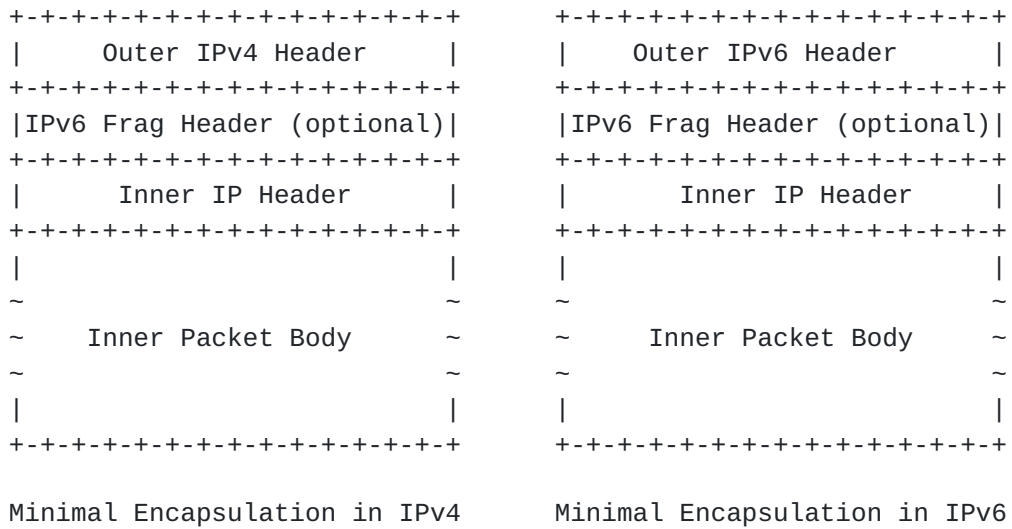 +-+-+-+-+-+-+-+-+-+-+-+-+-+-+      +-+-+-+-+-+-+-+-+-+-+-+-+-+-+
|     Outer IPv4 Header     |      |    Outer IPv6 Header      |
+-+-+-+-+-+-+-+-+-+-+-+-+-+-+      +-+-+-+-+-+-+-+-+-+-+-+-+-+-+
|IPv6 Frag Header (optional)|      |IPv6 Frag Header (optional)|
+-+-+-+-+-+-+-+-+-+-+-+-+-+-+      +-+-+-+-+-+-+-+-+-+-+-+-+-+-+
|      Inner IP Header      |      |       Inner IP Header     |
+-+-+-+-+-+-+-+-+-+-+-+-+-+-+      +-+-+-+-+-+-+-+-+-+-+-+-+-+-+
|                           |      |                           |
~                           ~      ~                           ~
~    Inner Packet Body      ~      ~     Inner Packet Body     ~
~                           ~      ~                           ~
|                           |      |                           |
+-+-+-+-+-+-+-+-+-+-+-+-+-+-+      +-+-+-+-+-+-+-+-+-+-+-+-+-+-+
Minimal Encapsulation in IPv4      Minimal Encapsulation in IPv6